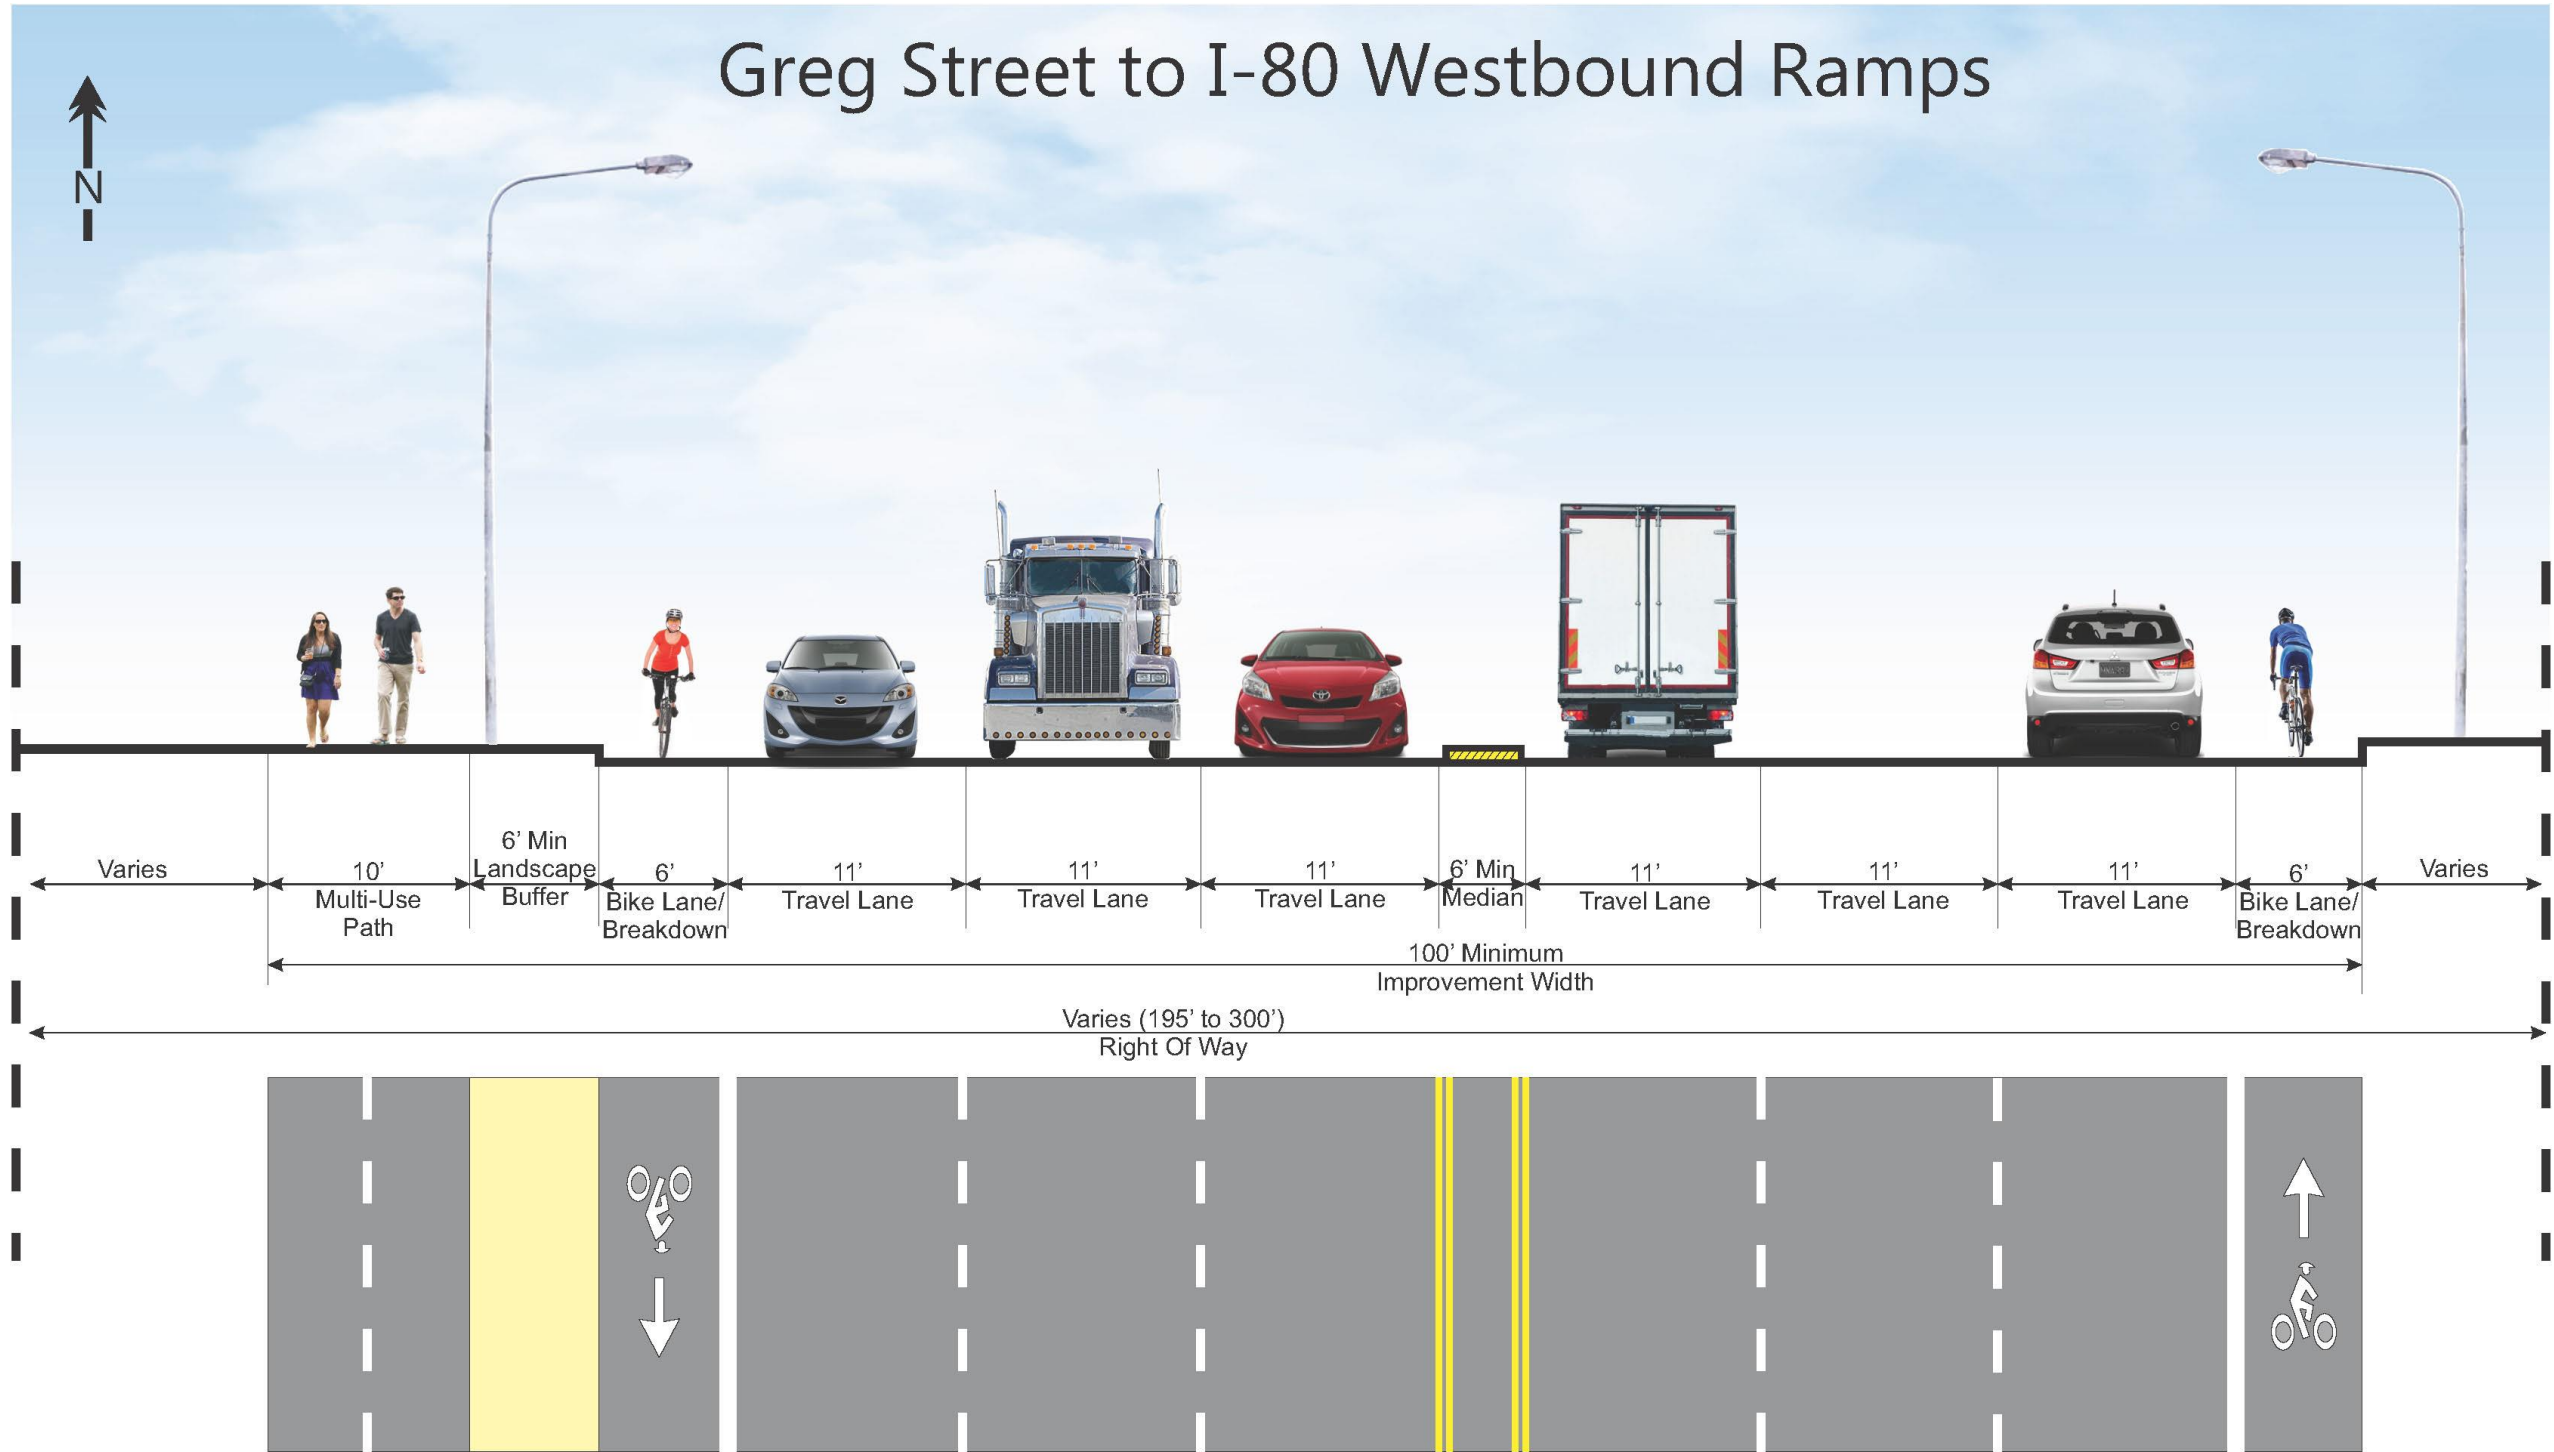 Greg Street to I-80 Westbound Ramps
N
Varies
10’
Multi-Use
Path
6’ Min
Landscape
Buffer
6’
Bike Lane/
Breakdown
11’
Travel Lane
11’
Travel Lane
11’
Travel Lane
6’ Min
Median
11’
Travel Lane
11’
Travel Lane
11’
Travel Lane
6’
Bike Lane/
Breakdown
Varies
100’ Minimum
Improvement Width
Varies (195’ to 300’)
Right Of Way